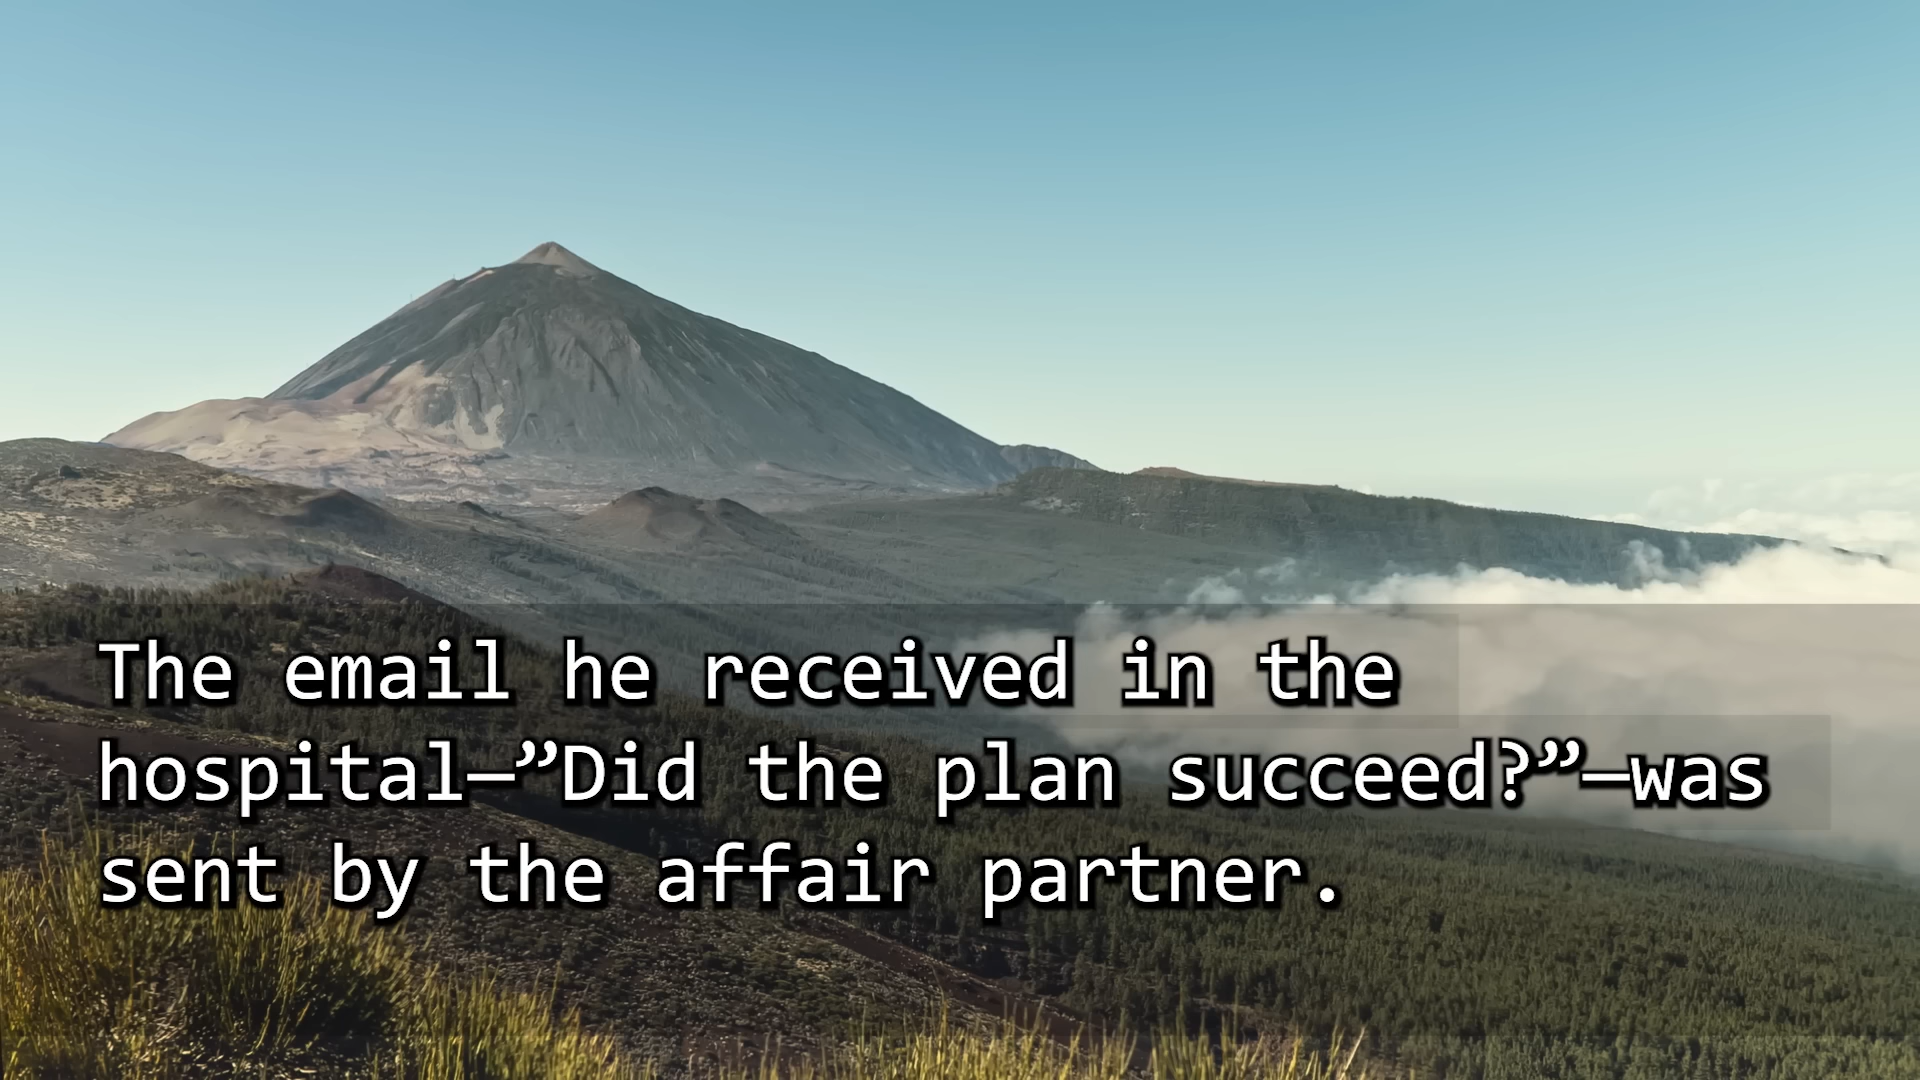 The email he received in the
hospital—”Did the plan succeed?”—was
sent by the affair partner.